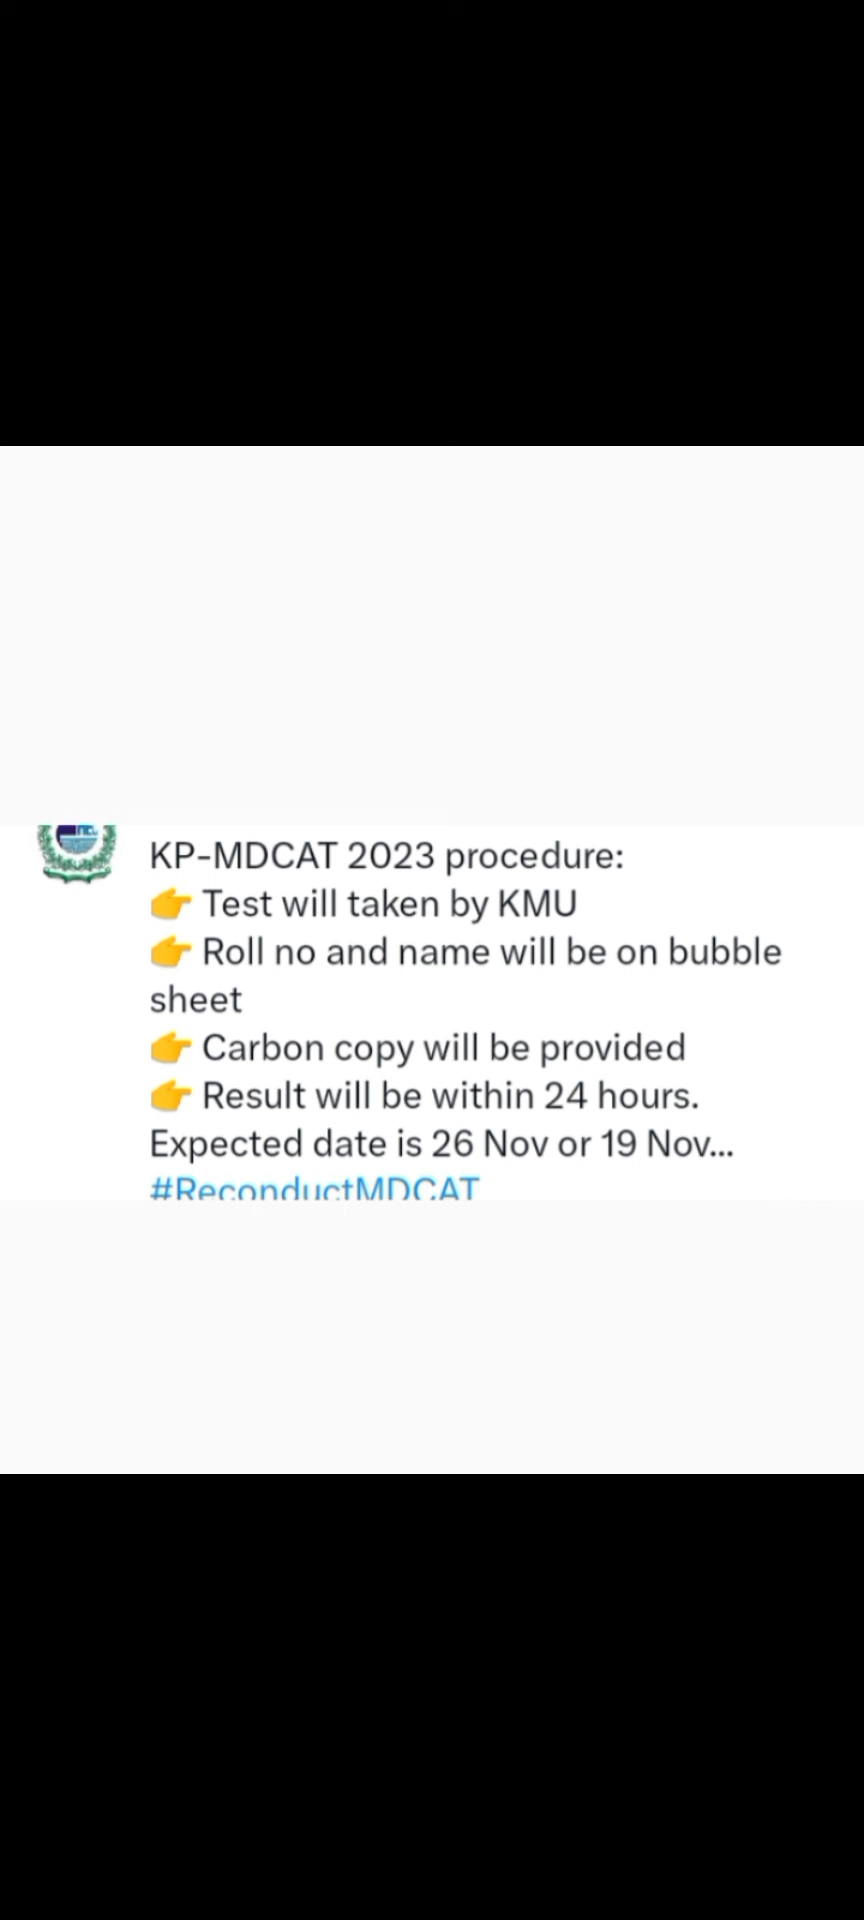 KP-MDCAT 2023 procedure:
👉 Test will taken by KMU
👉 Roll no and name will be on bubble
sheet
👉 Carbon copy will be provided
👉 Result will be within 24 hours.
Expected date is 26 Nov or 19 Nov...
#ReconductMDCAT